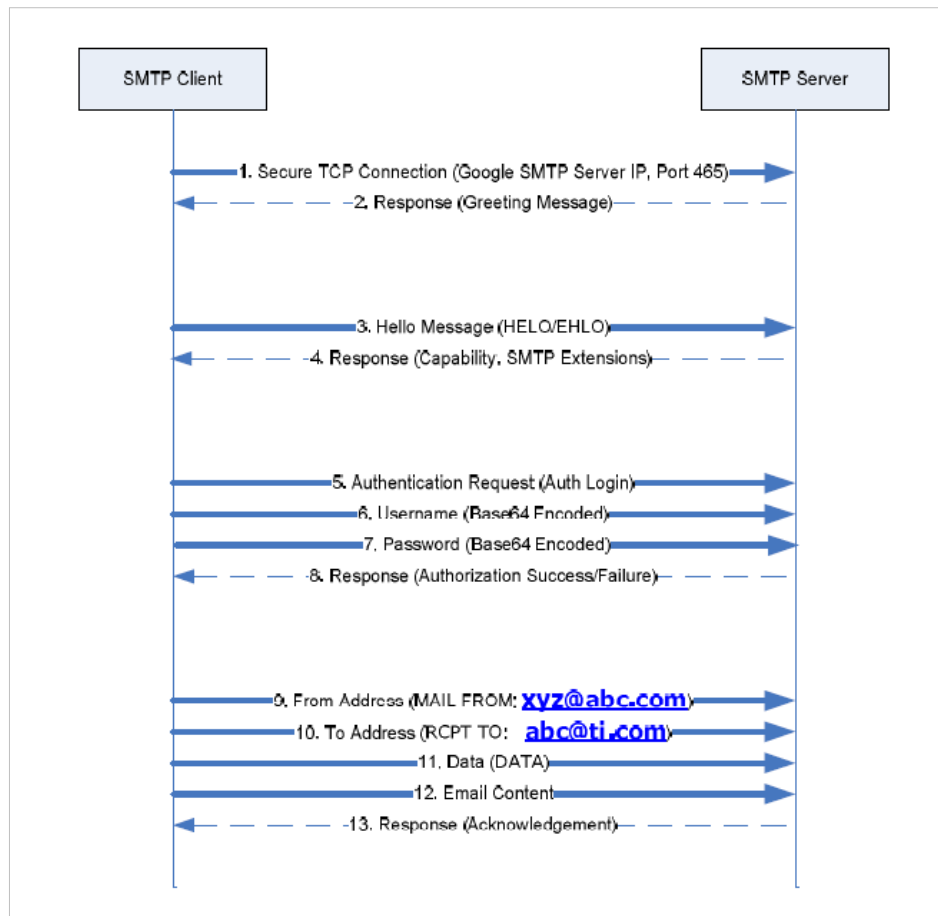 SMTP Client
SMTP Server
1. Secure TCP Connection (Google SMTP Server IP, Port 465)
2. Response (Greeting Message)
3. Hello Message (HELO/EHLO)
4. Response (Capability, SMTP Extensions)
5. Authentication Request (Auth Login)
6. Username (Base64 Encoded)
7. Password (Base64 Encoded)
8. Response (Authorization Success/Failure)
9. From Address (MAIL FROM: xyz@abc.com)
10. To Address (RCPT TO: abc@ti.com)
11. Data (DATA)
12. Email Content
13. Response (Acknowledgement)